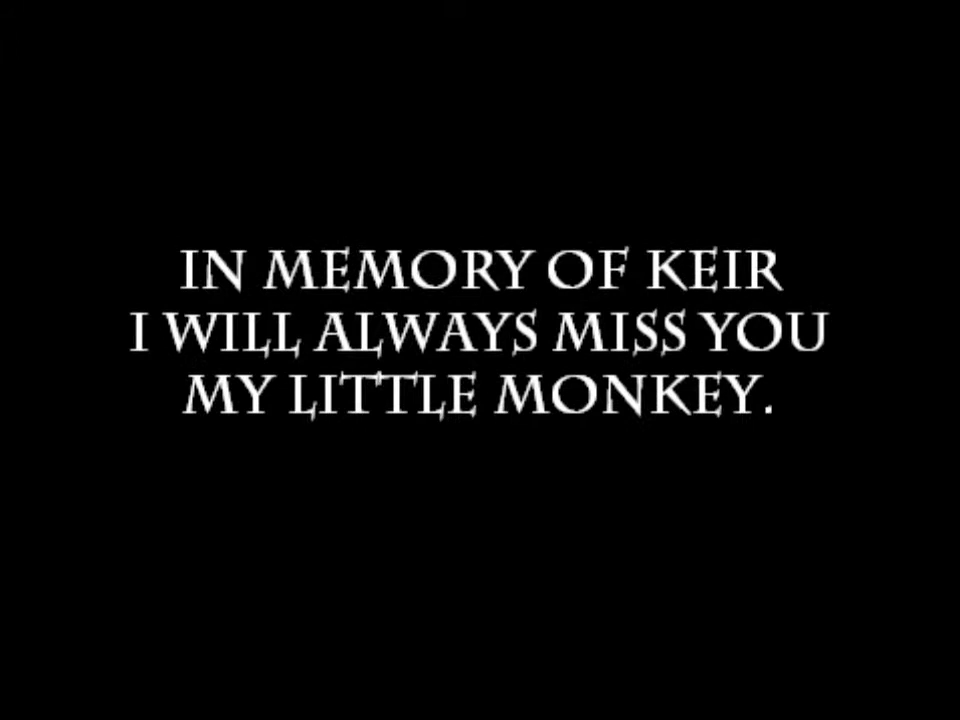 IN MEMORY OF KEIR
I WILL ALWAYS MISS YOU
MY LITTLE MONKEY.